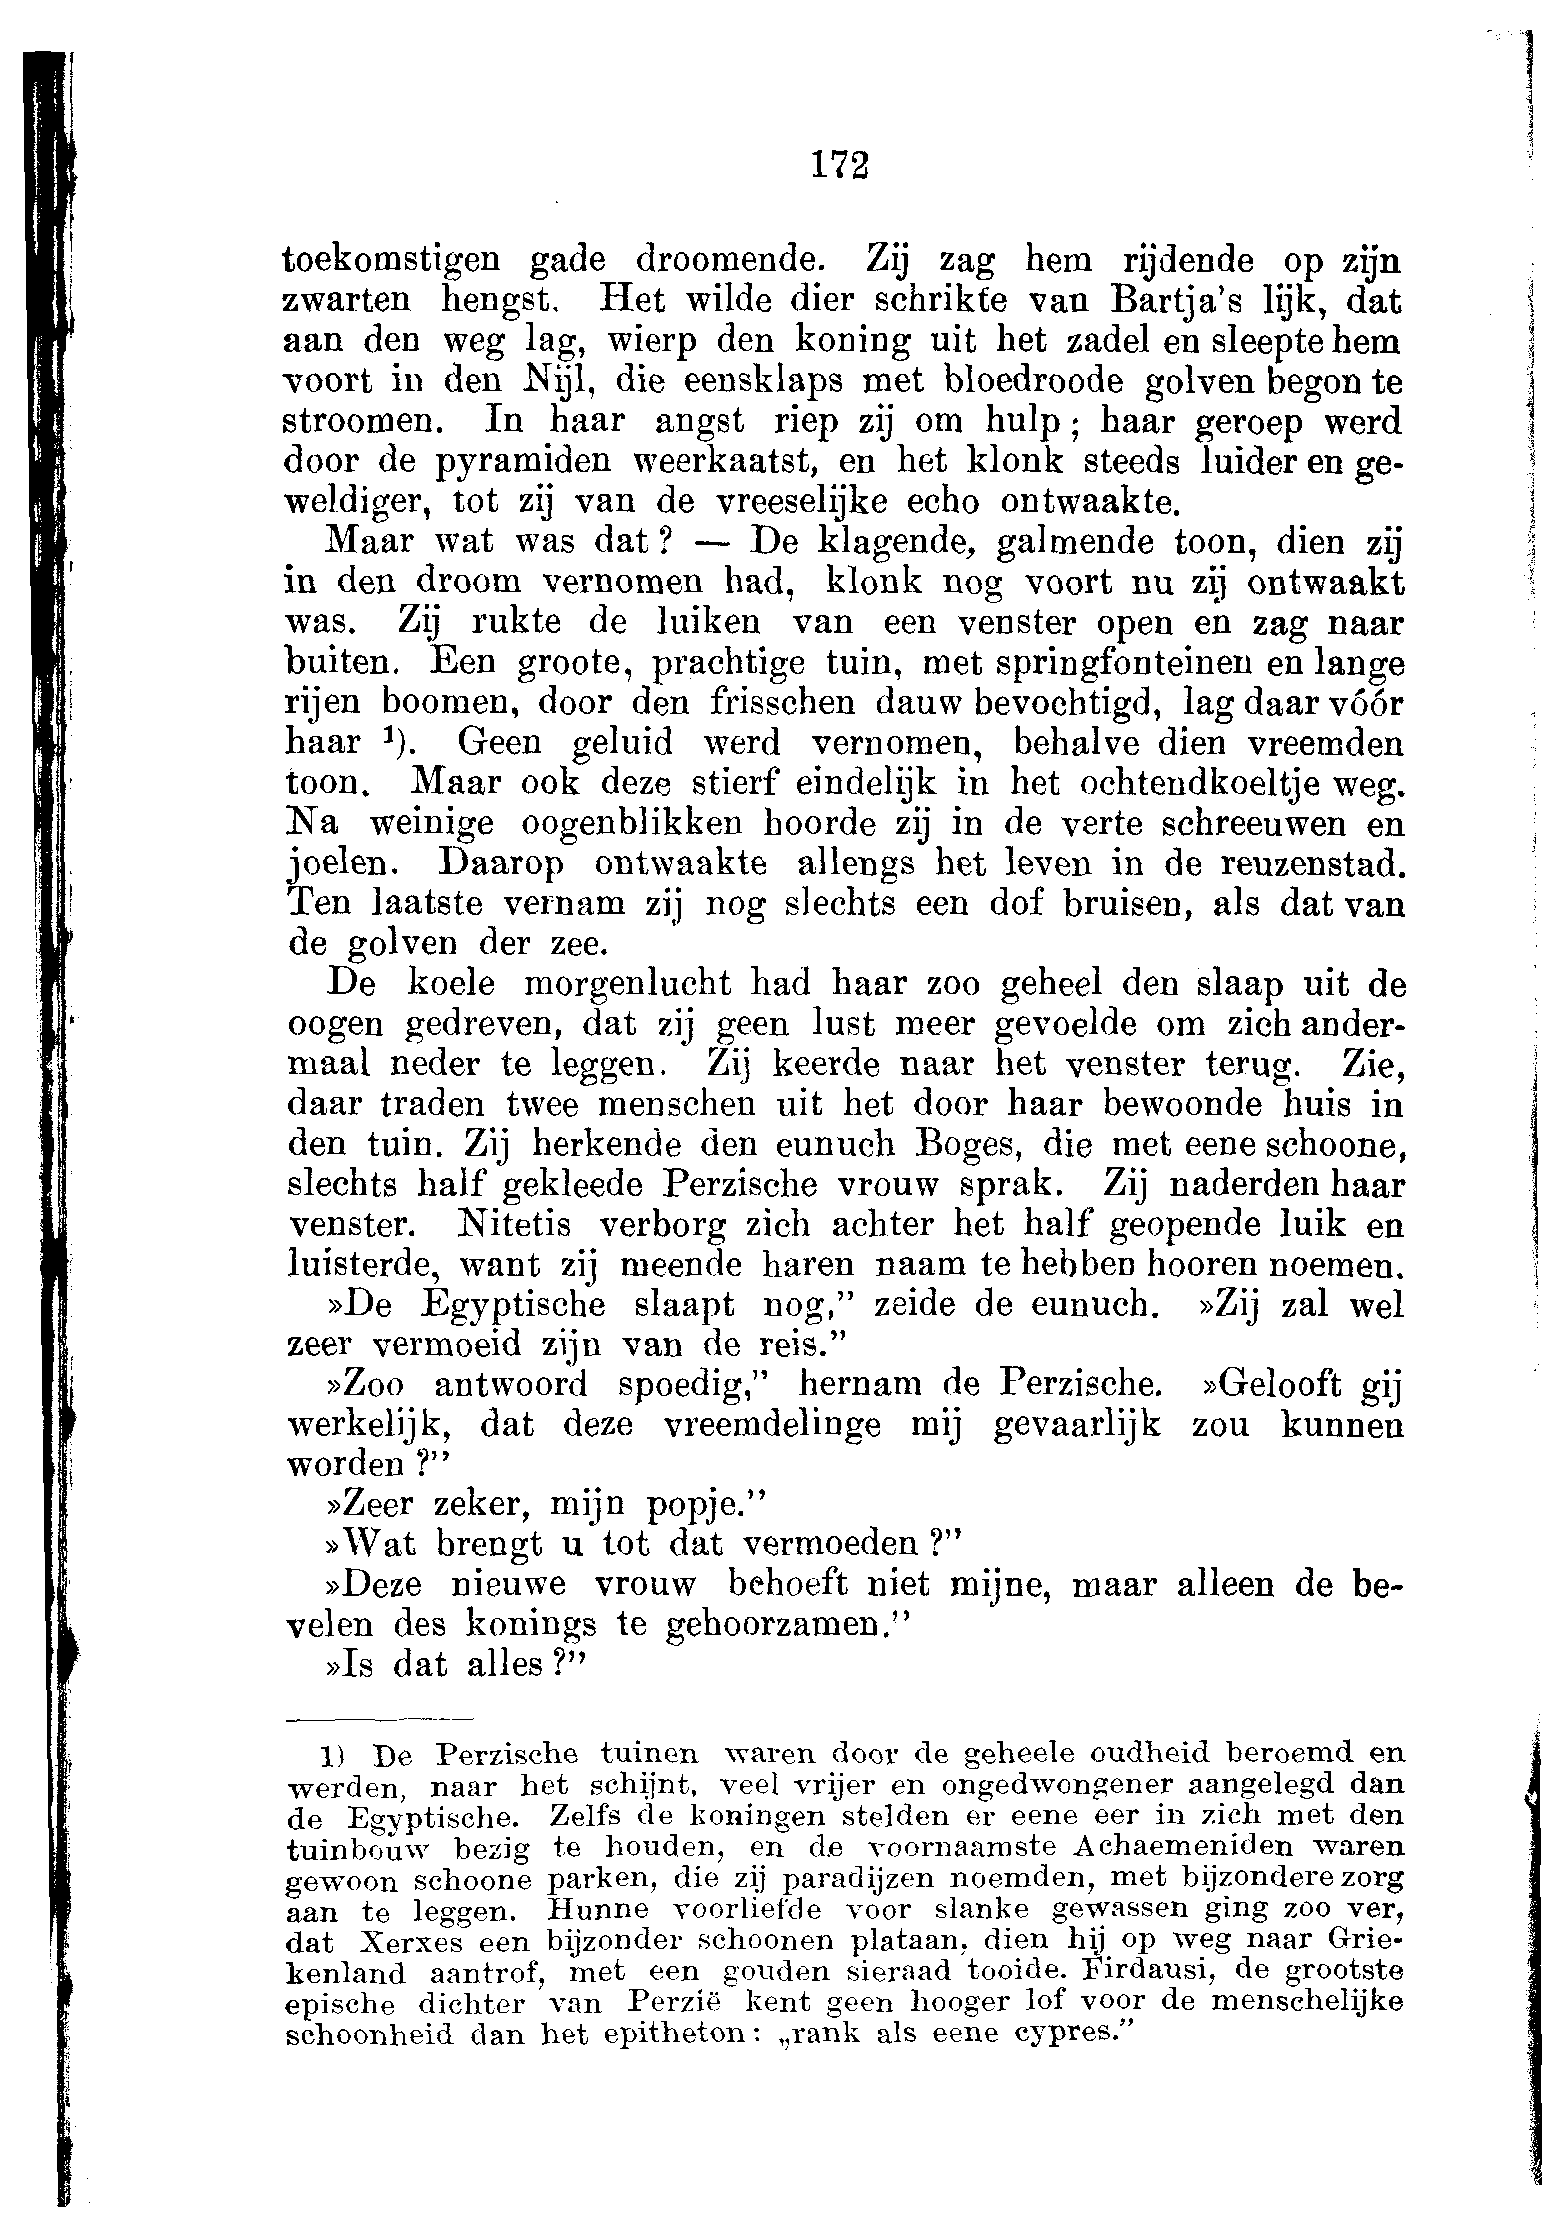 172
toekomstigen gade droomende. Zij zag hem rijdende op zijn
zwarten hengst. Het wilde dier schrikte van Bartja's lijk, dat
aan den weg lag, wierp den koning uit het zadel en sleepte hem
voort in den Nijl, die eensklaps met bloedroode golven begon te
stroomen. In haar angst riep zij om hulp; haar geroep werd
door de pyramiden weerkaatst, en het klonk steeds luider en ge-
weldiger, tot zij van de vreeselijke echo ontwaakte.
Maar wat was dat? — De klagende, galmende toon, dien zij
in den droom vernomen had, klonk nog voort nu zij ontwaakt
was. Zij rukte de luiken van een venster open en zag naar
buiten. Een groote, prachtige tuin, met springfonteinen en lange
rijen boomen, door den frisschen dauw bevochtigd, lag daar vóór
haar ¹). Geen geluid werd vernomen, behalve dien vreemden
toon. Maar ook deze stierf eindelijk in het ochtendkoeltje weg.
Na weinige oogenblikken hoorde zij in de verte schreeuwen en
joelen. Daarop ontwaakte allengs het leven in de reuzenstad.
Ten laatste vernam zij nog slechts een dof bruisen, als dat van
de golven der zee.
De koele morgenlucht had haar zoo geheel den slaap uit de
oogen gedreven, dat zij geen lust meer gevoelde om zich ander-
maal neder te leggen. Zij keerde naar het venster terug. Zie,
daar traden twee menschen uit het door haar bewoonde huis in
den tuin. Zij herkende den eunuch Boges, die met eene schoone,
slechts half gekleede Perzische vrouw sprak. Zij naderden haar
venster. Nitetis verborg zich achter het half geopende luik en
luisterde, want zij meende haren naam te hebben hooren noemen.
»De Egyptische slaapt nog,” zeide de eunuch. »Zij zal wel
zeer vermoeid zijn van de reis.”
»Zoo antwoord spoedig,” hernam de Perzische. »Gelooft gij
werkelijk, dat deze vreemdelinge mij gevaarlijk zou kunnen
worden?”
»Zeer zeker, mijn popje.”
»Wat brengt u tot dat vermoeden?”
»Deze nieuwe vrouw behoeft niet mijne, maar alleen de be-
velen des konings te gehoorzamen.”
»Is dat alles?”
1) De Perzische tuinen waren door de geheele oudheid beroemd en
werden, naar het schijnt, veel vrijer en ongedwongener aangelegd dan
de Egyptische. Zelfs de koningen stelden er eene eer in zich met den
tuinbouw bezig te houden, en de voornaamste Achaemeniden waren
gewoon schoone parken, die zij paradijzen noemden, met bijzondere zorg
aan te leggen. Hunne voorliefde voor slanke gewassen ging zoo ver,
dat Xerxes een bijzonder schoonen plataan, dien hij op weg naar Grie-
kenland aantrof, met een gouden sieraad tooide. Firdausi, de grootste
epische dichter van Perzië kent geen hooger lof voor de menschelijke
schoonheid dan het epitheton: „rank als eene cypres.”